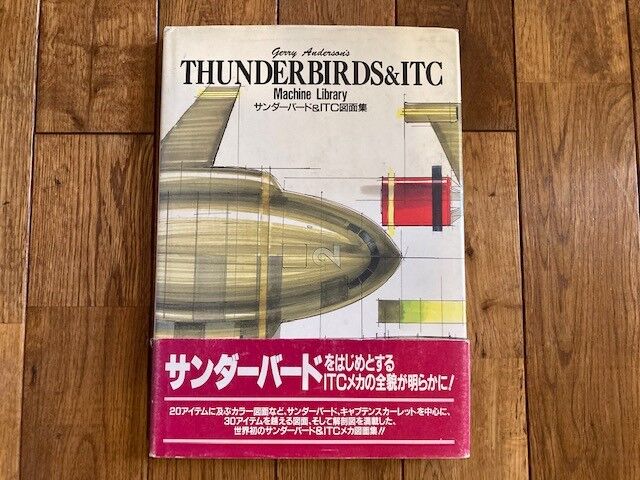 Gerry Anderson's
THUNDERBIRDS&ITC
Machine Library
サンダーバード&ITC図面集
2
サンダーバードをはじめとする
ITCメカの全貌が明らかに!
20アイテムに及ぶカラー図面など、サンダーバード、キャプテンスカーレットを中心に、
30アイテムを越える図面、そして解剖図を満載した、
世界初のサンダーバード&ITCメカ図面集!!